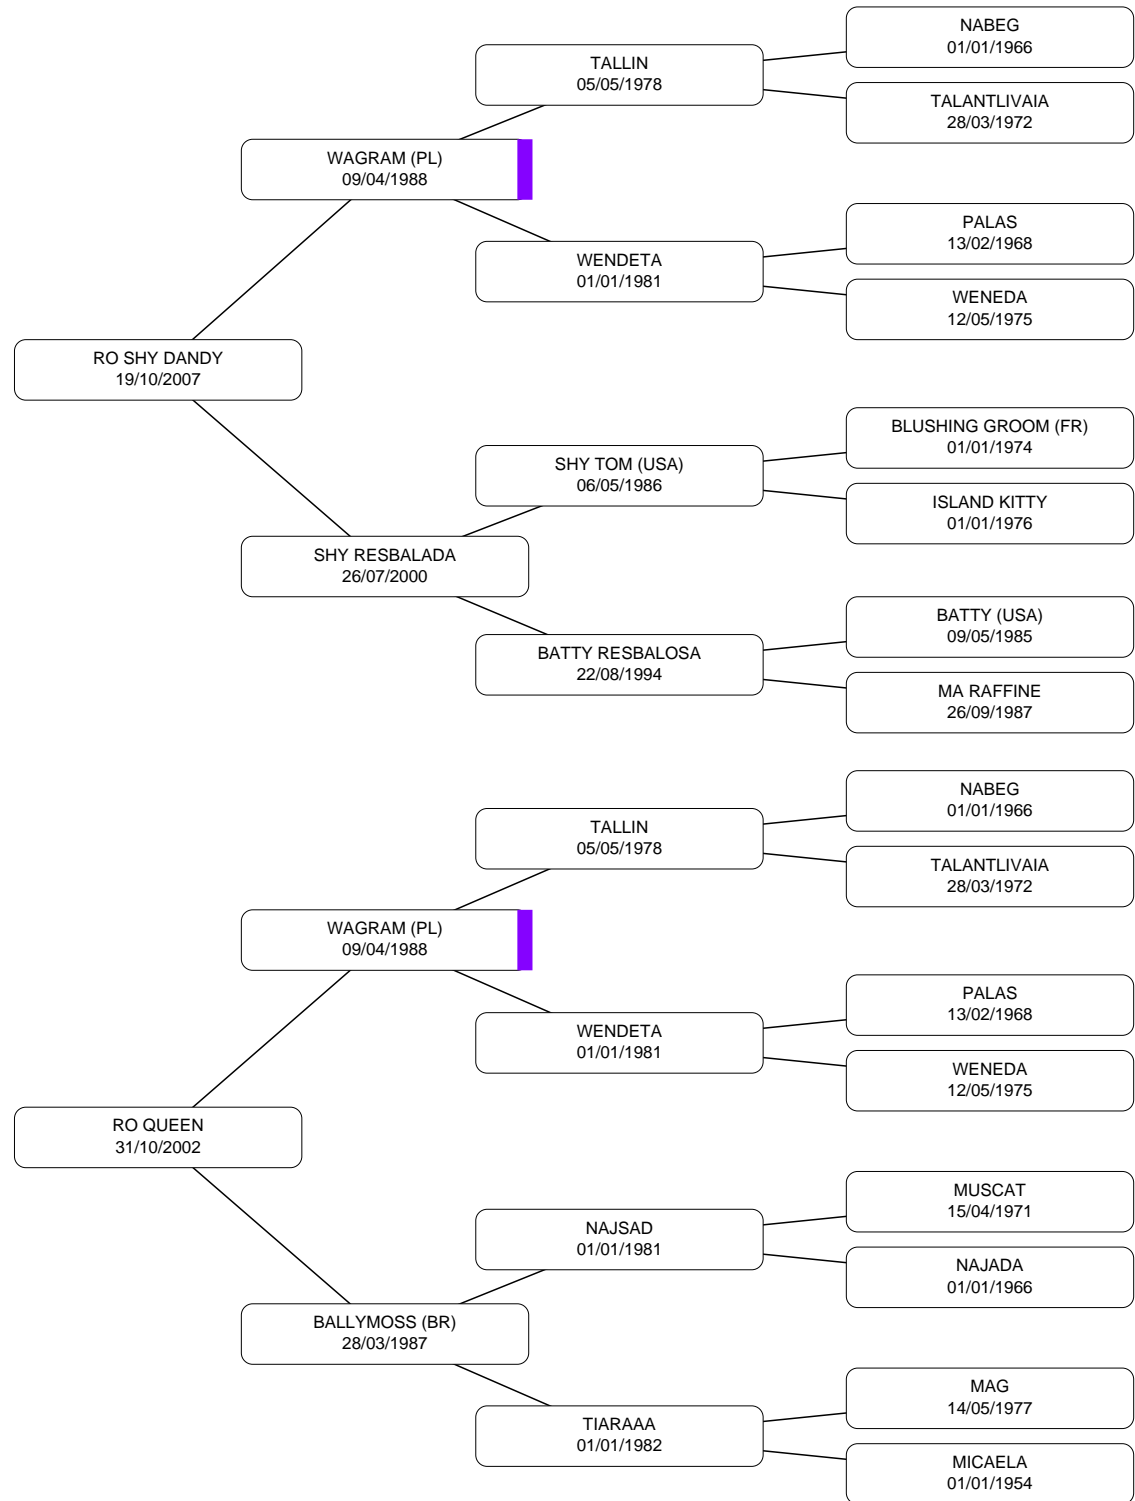 NABEG
01/01/1966
TALLIN
05/05/1978
TALANTLIVAIA
28/03/1972
WAGRAM (PL)
09/04/1988
PALAS
13/02/1968
WENDETA
01/01/1981
WENEDA
12/05/1975
RO SHY DANDY
19/10/2007
BLUSHING GROOM (FR)
01/01/1974
SHY TOM (USA)
06/05/1986
ISLAND KITTY
01/01/1976
SHY RESBALADA
26/07/2000
BATTY (USA)
09/05/1985
BATTY RESBALOSA
22/08/1994
MA RAFFINE
26/09/1987
NABEG
01/01/1966
TALLIN
05/05/1978
TALANTLIVAIA
28/03/1972
WAGRAM (PL)
09/04/1988
PALAS
13/02/1968
WENDETA
01/01/1981
WENEDA
12/05/1975
RO QUEEN
31/10/2002
MUSCAT
15/04/1971
NAJSAD
01/01/1981
NAJADA
01/01/1966
BALLYMOSS (BR)
28/03/1987
MAG
14/05/1977
TIARAAA
01/01/1982
MICAELA
01/01/1954